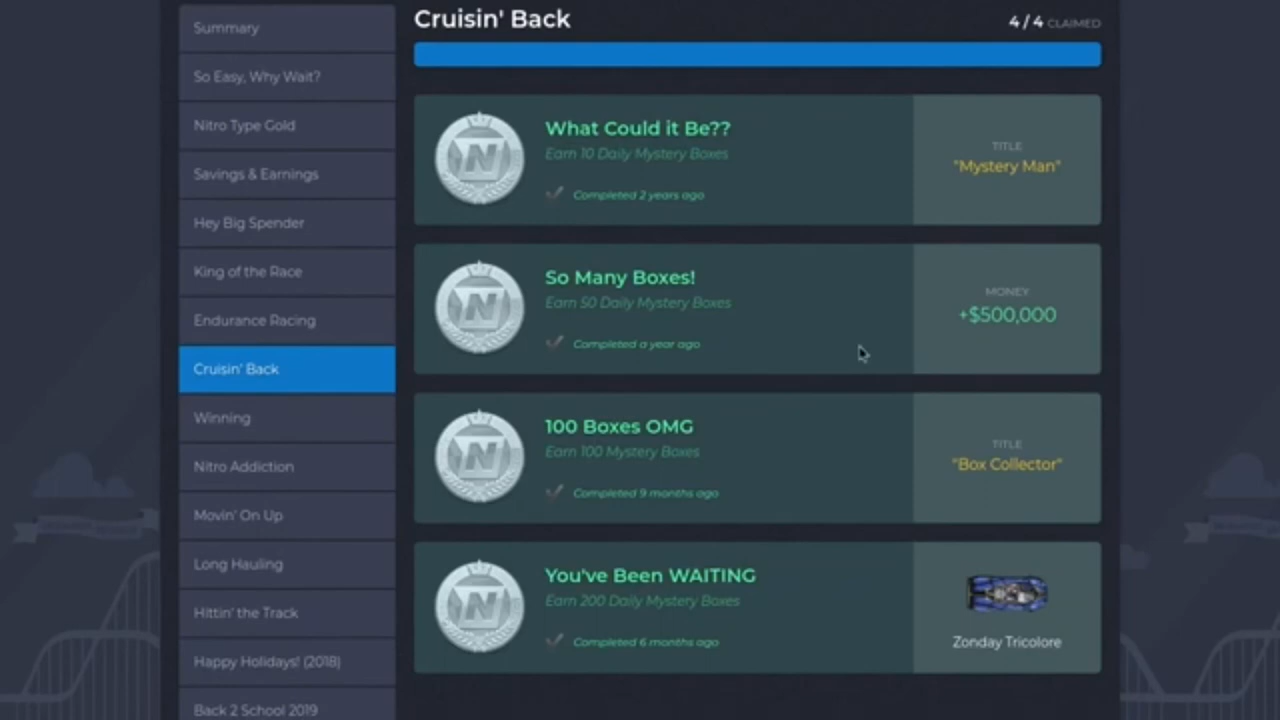 Summary
So Easy, Why Wait?
Nitro Type Gold
Savings & Earnings
Hey Big Spender
King of the Race
Endurance Racing
Cruisin' Back
Winning
Nitro Addiction
Movin' On Up
Long Hauling
Hittin' the Track
Happy Holidays! (2018)
Back 2 School 2019
Cruisin' Back
4 / 4 CLAIMED
N
What Could it Be??
Earn 10 Daily Mystery Boxes
Completed 2 years ago
TITLE
"Mystery Man"
N
So Many Boxes!
Earn 50 Daily Mystery Boxes
Completed a year ago
MONEY
+$500,000
N
100 Boxes OMG
Earn 100 Mystery Boxes
Completed 9 months ago
TITLE
"Box Collector"
N
You've Been WAITING
Earn 200 Daily Mystery Boxes
Completed 6 months ago
Zonday Tricolore